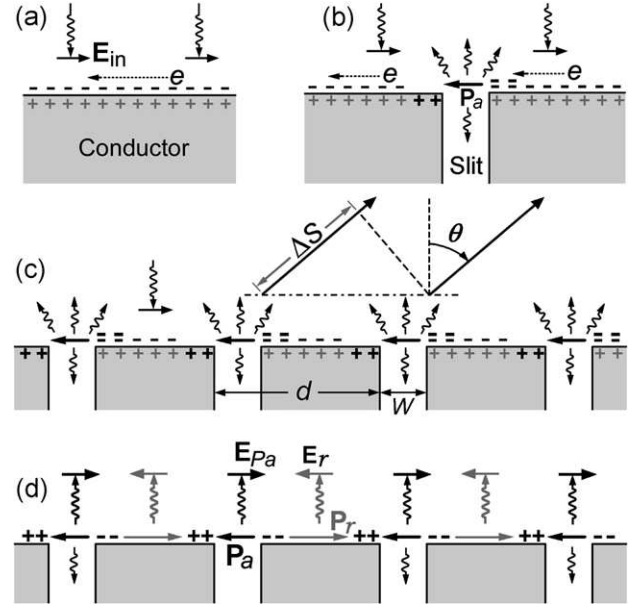 (a)
E_in
e
- - - - - - - - - - - -
+ + + + + + + + + + + +
Conductor
(b)
e
e
P_a
Slit
ΔS
θ
(c)
d
W
(d)
E_Pa
E_r
P_r
++
--
++
--
++
--
++
--
P_a